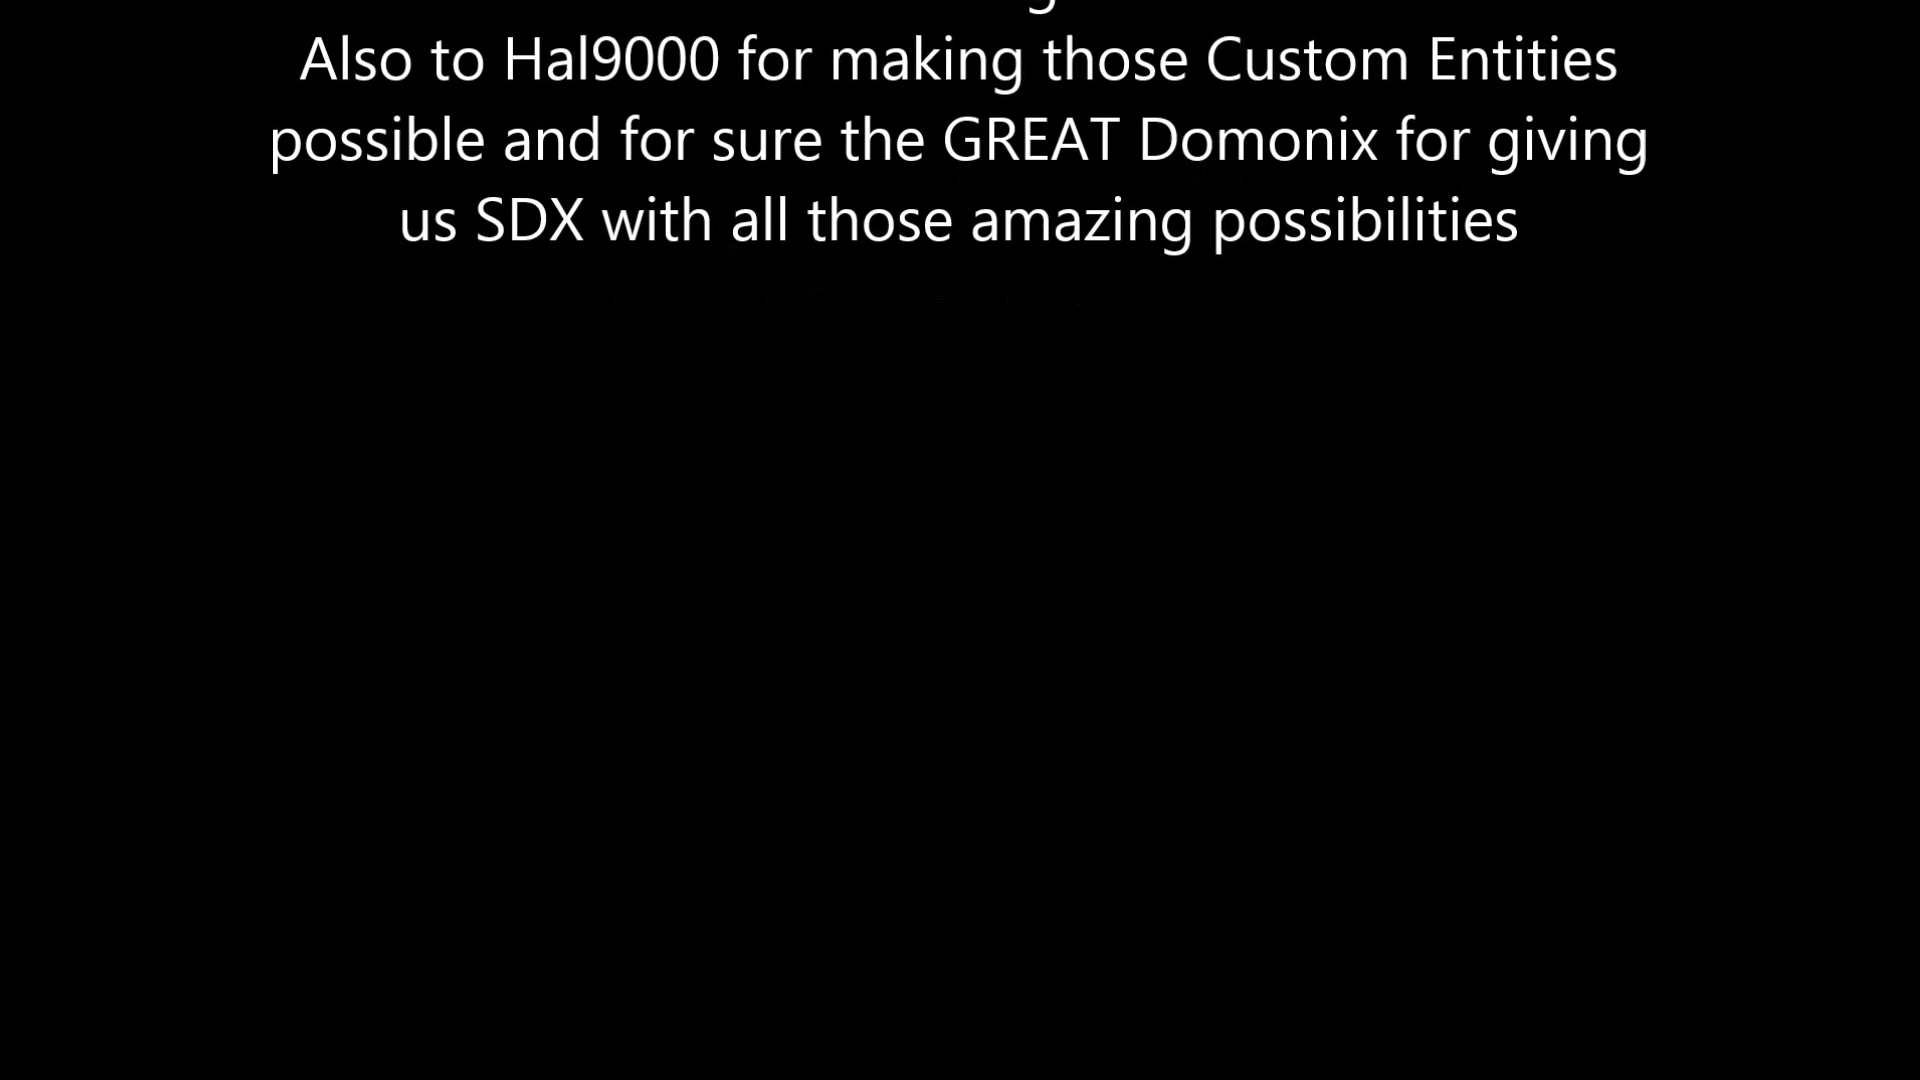 Also to Hal9000 for making those Custom Entities
possible and for sure the GREAT Domonix for giving
us SDX with all those amazing possibilities